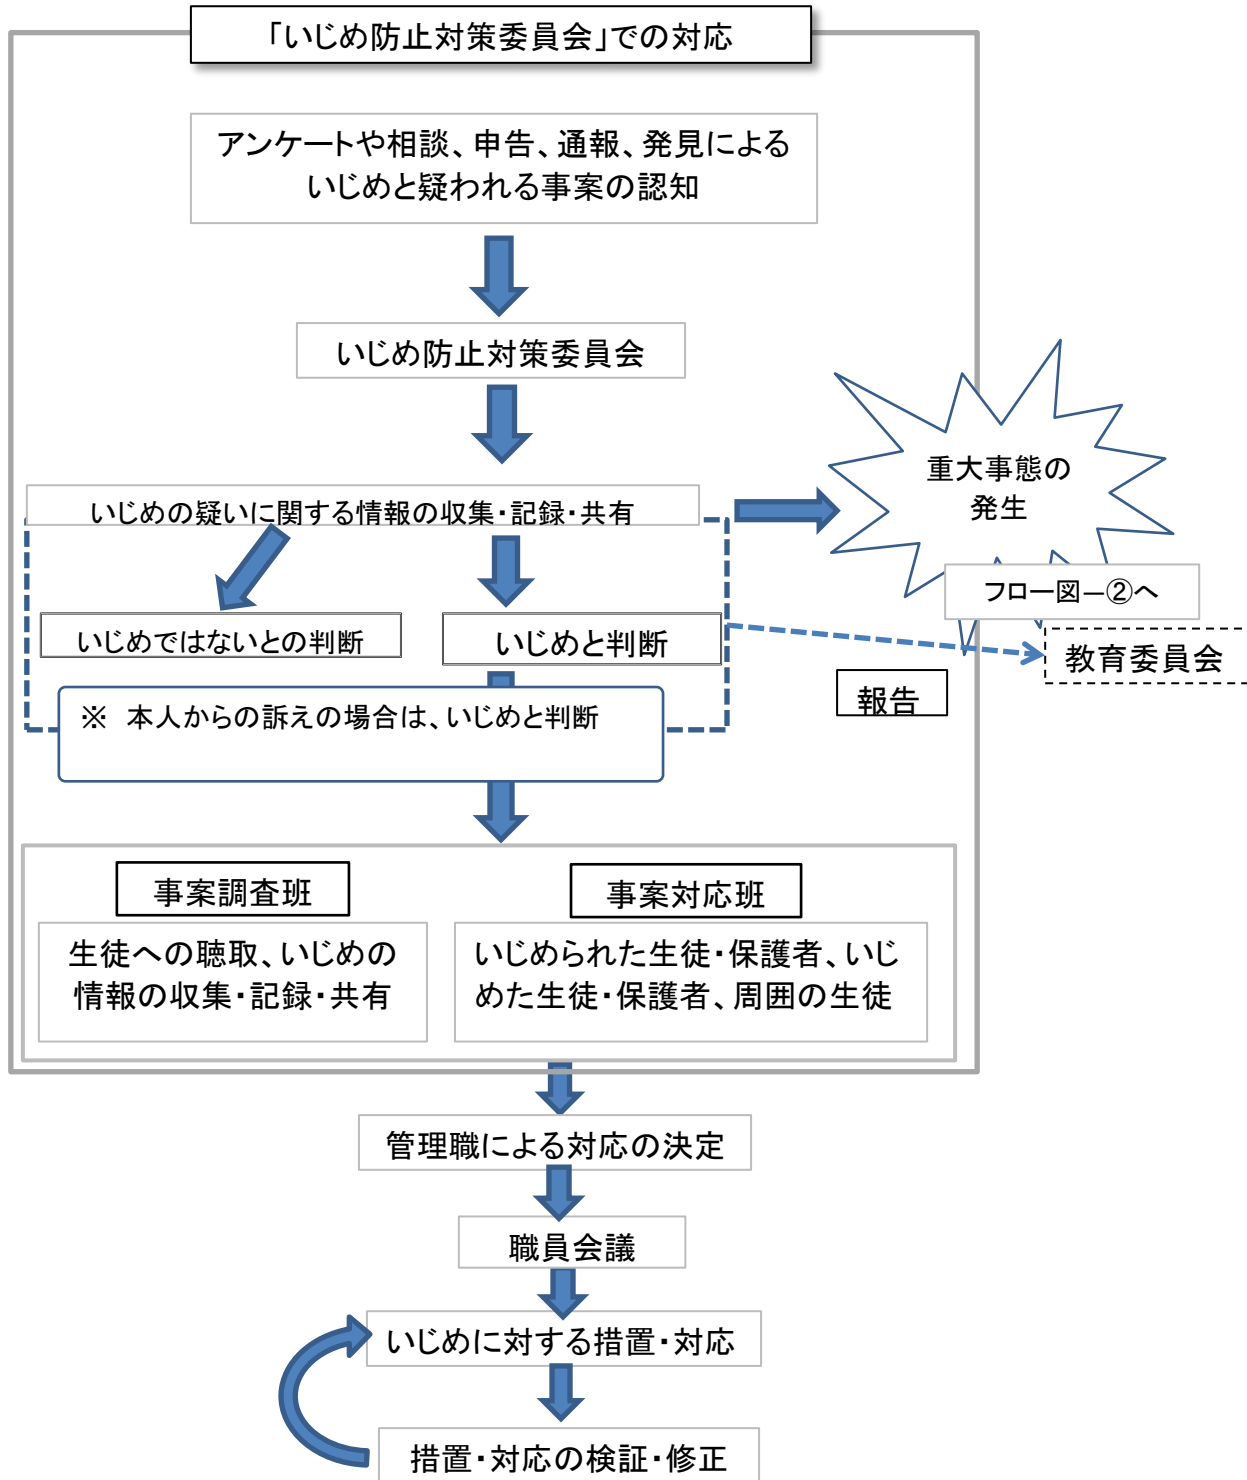 「いじめ防止対策委員会」での対応
アンケートや相談、申告、通報、発見による
いじめと疑われる事案の認知
いじめ防止対策委員会
重大事態の
発生
いじめの疑いに関する情報の収集・記録・共有
フロー図―②へ
いじめではないとの判断
いじめと判断
教育委員会
報告
※ 本人からの訴えの場合は、いじめと判断
事案調査班
生徒への聴取、いじめの
情報の収集・記録・共有
事案対応班
いじめられた生徒・保護者、いじ
めた生徒・保護者、周囲の生徒
管理職による対応の決定
職員会議
いじめに対する措置・対応
措置・対応の検証・修正